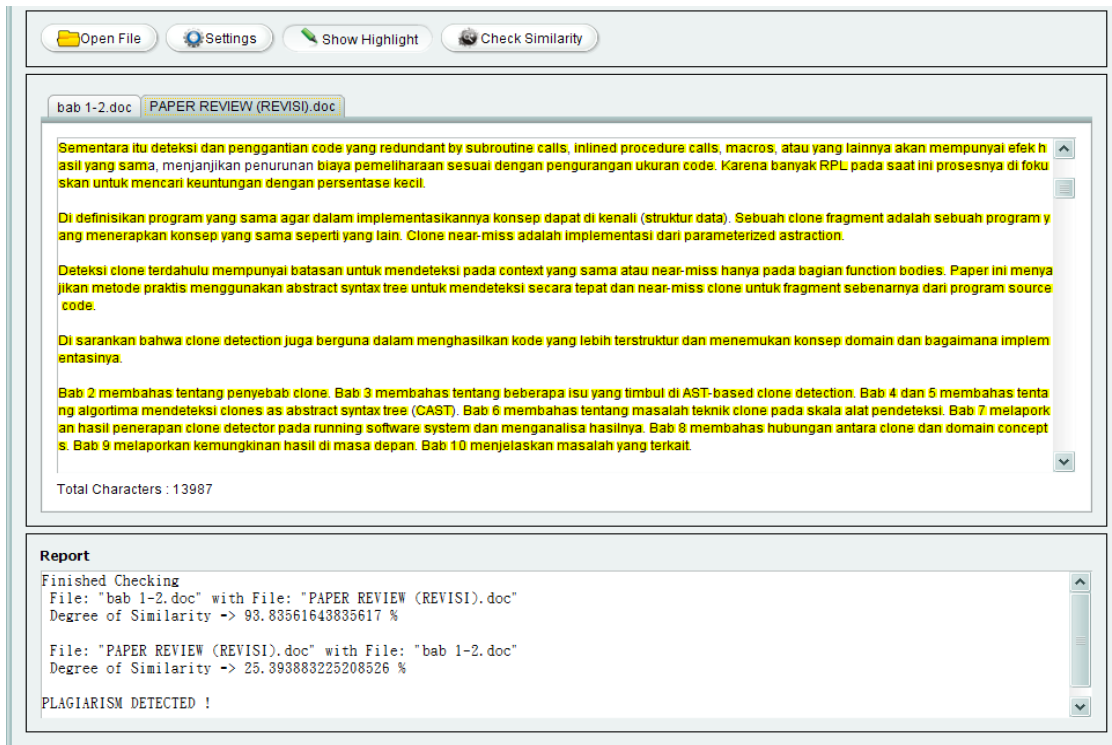 Open File Settings Show Highlight Check Similarity
bab 1-2.doc PAPER REVIEW (REVISI).doc
Sementara itu deteksi dan penggantian code yang redundant by subroutine calls, inlined procedure calls, macros, atau yang lainnya akan mempunyai efek h
asil yang sama, menjanjikan penurunan biaya pemeliharaan sesuai dengan pengurangan ukuran code. Karena banyak RPL pada saat ini prosesnya di foku
skan untuk mencari keuntungan dengan persentase kecil.
Di definisikan program yang sama agar dalam implementasikannya konsep dapat di kenali (struktur data). Sebuah clone fragment adalah sebuah program y
ang menerapkan konsep yang sama seperti yang lain. Clone near-miss adalah implementasi dari parameterized astraction.
Deteksi clone terdahulu mempunyai batasan untuk mendeteksi pada context yang sama atau near-miss hanya pada bagian function bodies. Paper ini menya
jikan metode praktis menggunakan abstract syntax tree untuk mendeteksi secara tepat dan near-miss clone untuk fragment sebenarnya dari program source
code.
Di sarankan bahwa clone detection juga berguna dalam menghasilkan kode yang lebih terstruktur dan menemukan konsep domain dan bagaimana implem
entasinya.
Bab 2 membahas tentang penyebab clone. Bab 3 membahas tentang beberapa isu yang timbul di AST-based clone detection. Bab 4 dan 5 membahas tenta
ng algortima mendeteksi clones as abstract syntax tree (CAST). Bab 6 membahas tentang masalah teknik clone pada skala alat pendeteksi. Bab 7 melapork
an hasil penerapan clone detector pada running software system dan menganalisa hasilnya. Bab 8 membahas hubungan antara clone dan domain concept
s. Bab 9 melaporkan kemungkinan hasil di masa depan. Bab 10 menjelaskan masalah yang terkait.
Total Characters : 13987
Report
Finished Checking
File: "bab 1-2.doc" with File: "PAPER REVIEW (REVISI).doc"
Degree of Similarity -> 93.83561643835617 %
File: "PAPER REVIEW (REVISI).doc" with File: "bab 1-2.doc"
Degree of Similarity -> 25.393883225208526 %
PLAGIARISM DETECTED !